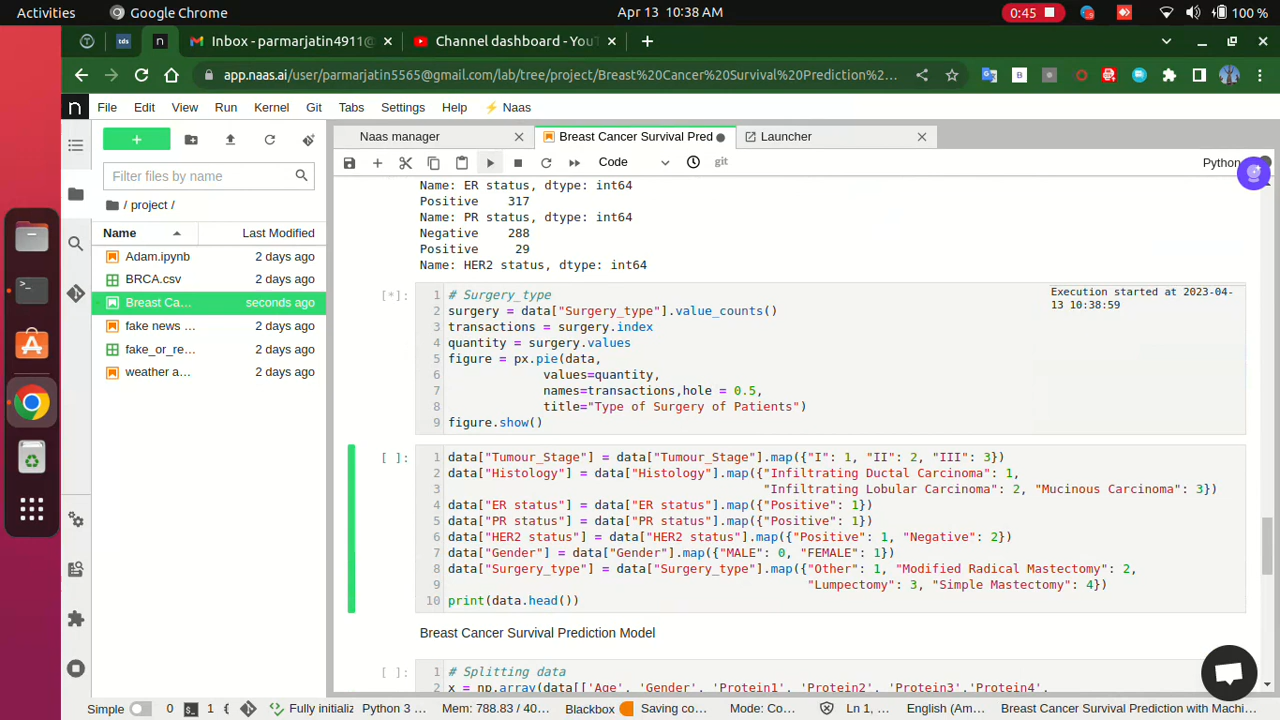 Activities
Google Chrome
Apr 13 10:38 AM
0:45
100 %
tds
n
Inbox - parmarjatin4911@
Channel dashboard - YouT
app.naas.ai/user/parmarjatin5565@gmail.com/lab/tree/project/Breast%20Cancer%20Survival%20Prediction%2...
n
File Edit View Run Kernel Git Tabs Settings Help Naas
Naas manager
Breast Cancer Survival Pred
Launcher
Code
git
Python
Filter files by name
/ project /
Name Last Modified
Adam.ipynb 2 days ago
BRCA.csv 2 days ago
Breast Ca... seconds ago
fake news ... 2 days ago
fake_or_re... 2 days ago
weather a... 2 days ago
Name: ER status, dtype: int64
Positive 317
Name: PR status, dtype: int64
Negative 288
Positive 29
Name: HER2 status, dtype: int64
[*]:
1 # Surgery_type
2 surgery = data["Surgery_type"].value_counts()
3 transactions = surgery.index
4 quantity = surgery.values
5 figure = px.pie(data,
6 values=quantity,
7 names=transactions,hole = 0.5,
8 title="Type of Surgery of Patients")
9 figure.show()
Execution started at 2023-04-
13 10:38:59
[ ]:
1 data["Tumour_Stage"] = data["Tumour_Stage"].map({"I": 1, "II": 2, "III": 3})
2 data["Histology"] = data["Histology"].map({"Infiltrating Ductal Carcinoma": 1,
3 "Infiltrating Lobular Carcinoma": 2, "Mucinous Carcinoma": 3})
4 data["ER status"] = data["ER status"].map({"Positive": 1})
5 data["PR status"] = data["PR status"].map({"Positive": 1})
6 data["HER2 status"] = data["HER2 status"].map({"Positive": 1, "Negative": 2})
7 data["Gender"] = data["Gender"].map({"MALE": 0, "FEMALE": 1})
8 data["Surgery_type"] = data["Surgery_type"].map({"Other": 1, "Modified Radical Mastectomy": 2,
9 "Lumpectomy": 3, "Simple Mastectomy": 4})
10 print(data.head())
Breast Cancer Survival Prediction Model
[ ]:
1 # Splitting data
2 x = np.array(data[['Age', 'Gender', 'Protein1', 'Protein2', 'Protein3','Protein4',
Simple 0 1 Fully initializ Python 3 ... Mem: 788.83 / 40... Blackbox Saving co... Mode: Co... Ln 1, ... English (Am... Breast Cancer Survival Prediction with Machi...